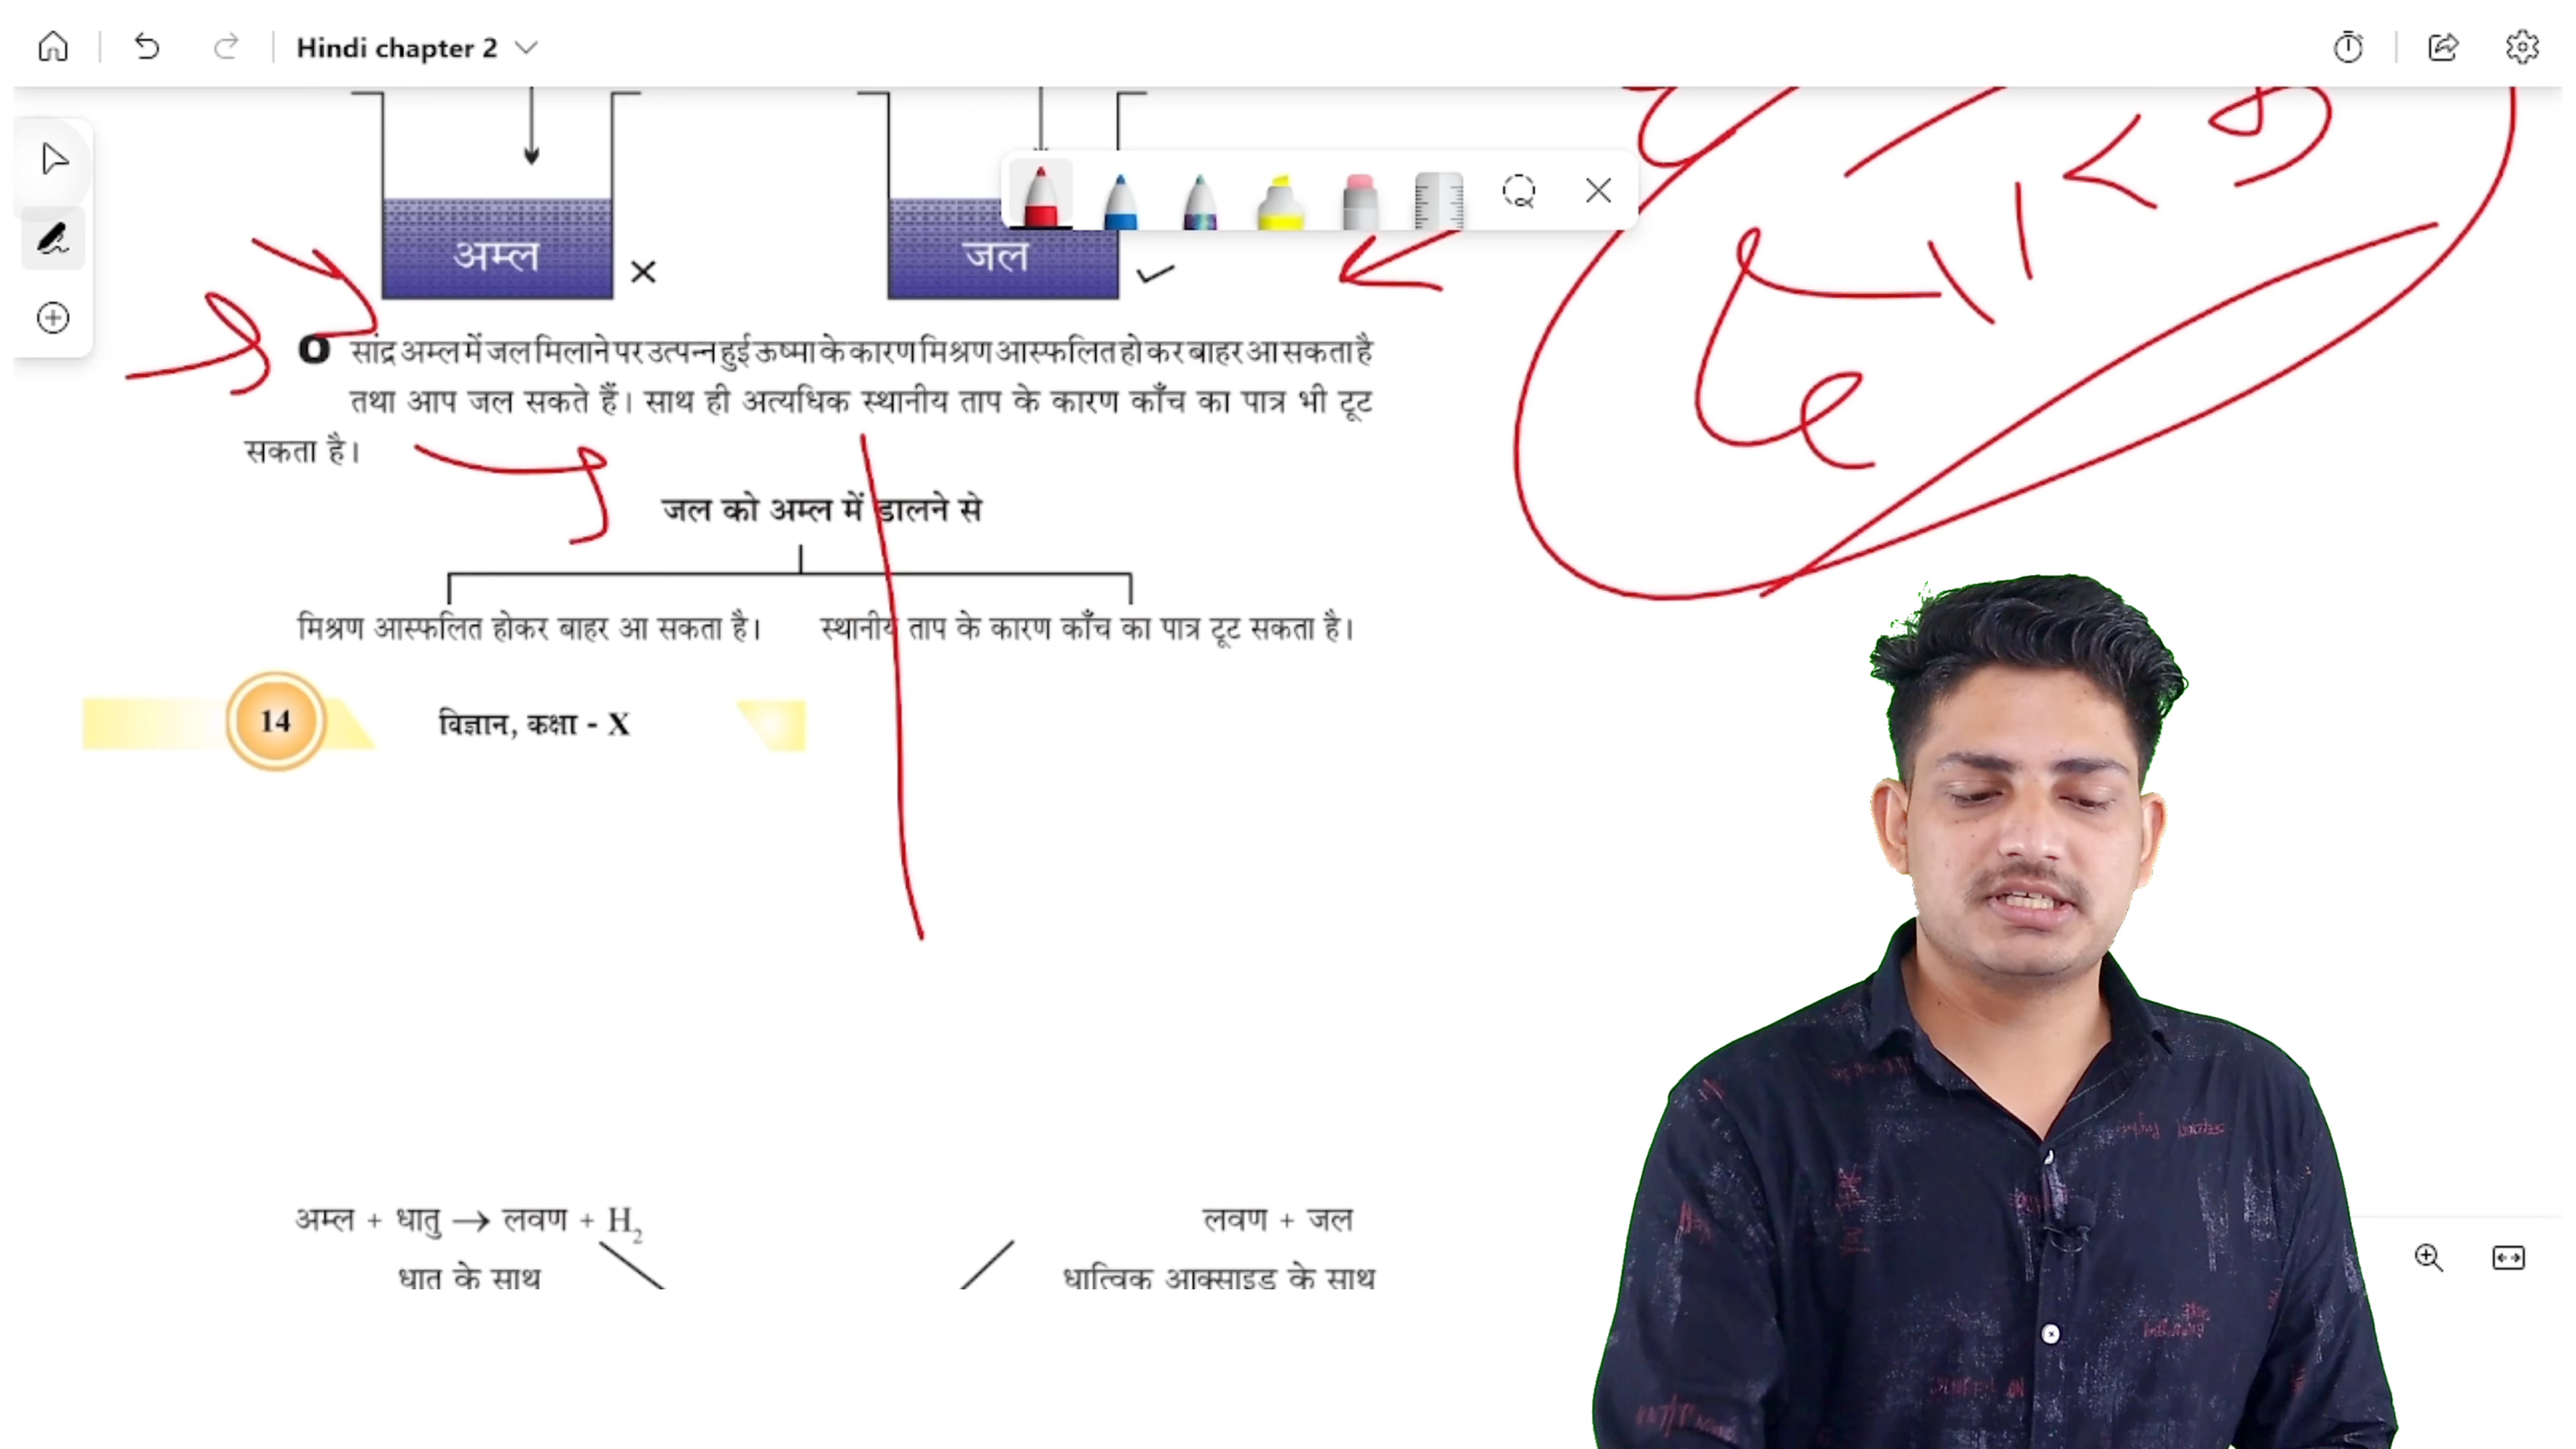 Hindi chapter 2
अम्ल
जल
सांद्र अम्ल में जल मिलाने पर उत्पन्न हुई ऊष्मा के कारण मिश्रण आस्फलित होकर बाहर आ सकता है
तथा आप जल सकते हैं। साथ ही अत्यधिक स्थानीय ताप के कारण काँच का पात्र भी टूट
सकता है।
जल को अम्ल में डालने से
मिश्रण आस्फलित होकर बाहर आ सकता है।
स्थानीय ताप के कारण काँच का पात्र टूट सकता है।
14
विज्ञान, कक्षा - X
अम्ल + धातु → लवण + H₂
लवण + जल
धात के साथ
धात्विक आक्साइड के साथ